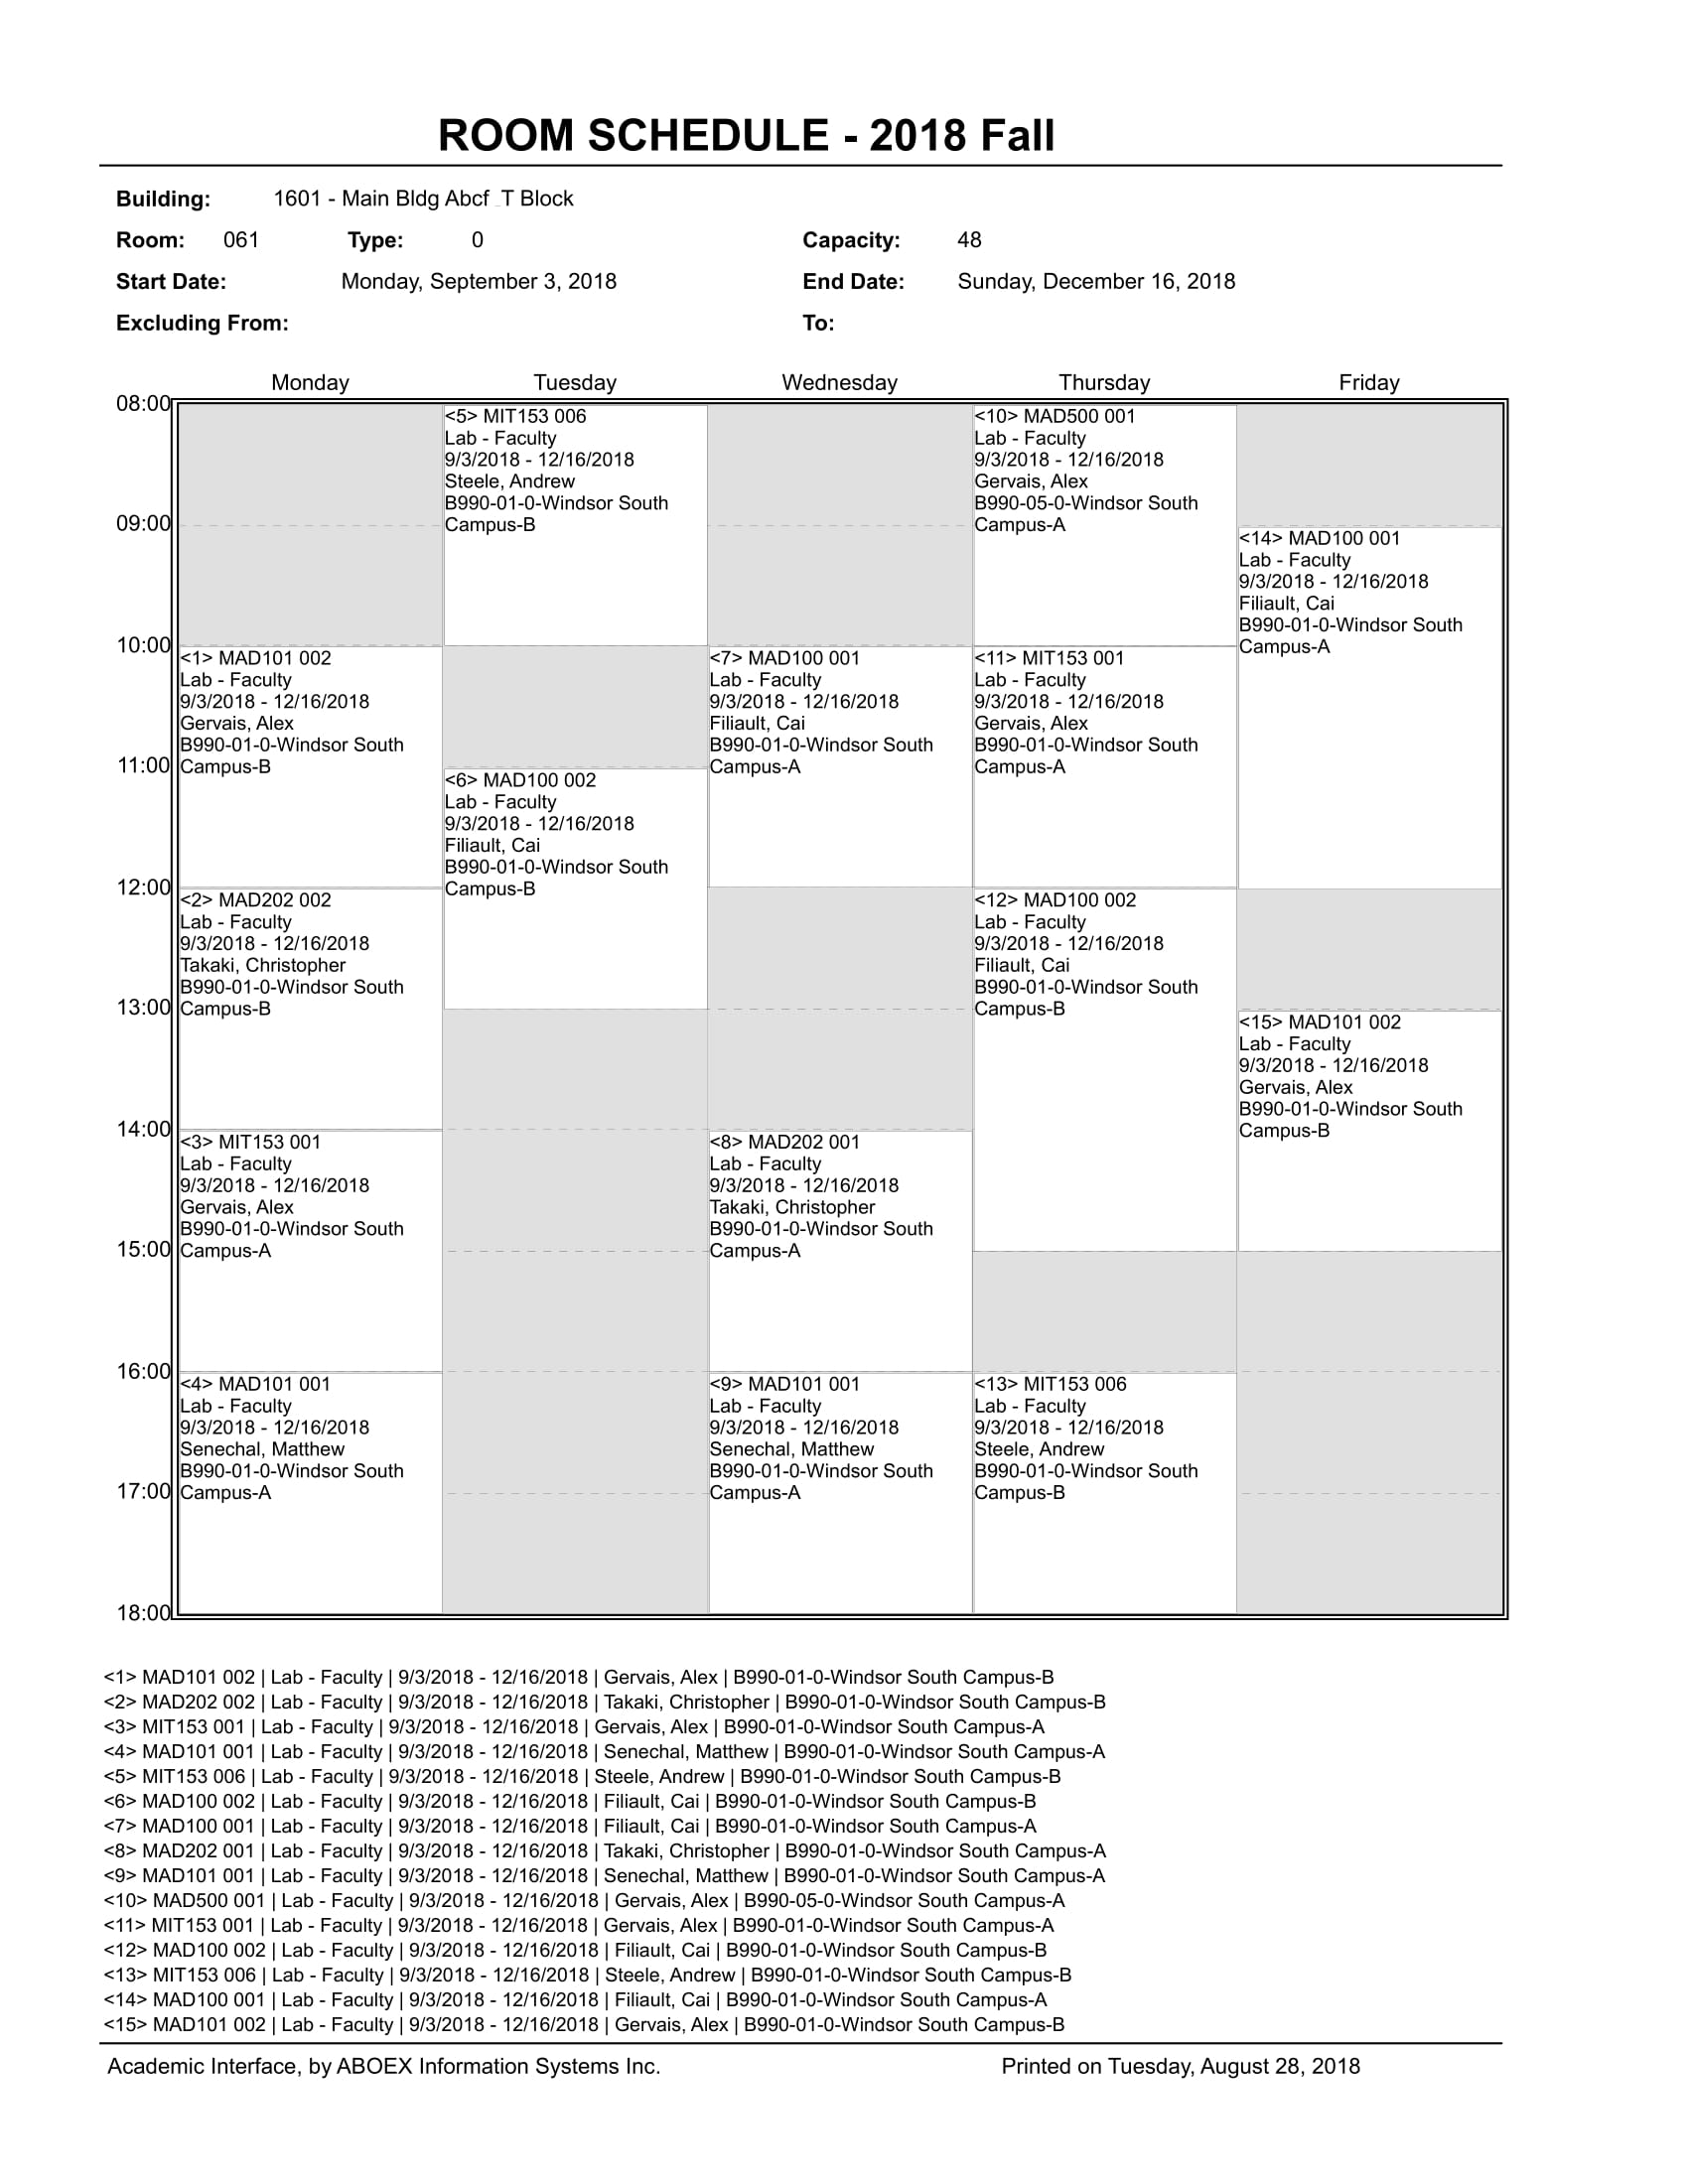 ROOM SCHEDULE - 2018 Fall
Building: 1601 - Main Bldg Abcf _T Block
Room: 061 Type: 0 Capacity: 48
Start Date: Monday, September 3, 2018 End Date: Sunday, December 16, 2018
Excluding From: To:
Monday Tuesday Wednesday Thursday Friday
08:00
09:00
10:00
11:00
12:00
13:00
14:00
15:00
16:00
17:00
18:00
<1> MAD101 002
Lab - Faculty
9/3/2018 - 12/16/2018
Gervais, Alex
B990-01-0-Windsor South
Campus-B
<2> MAD202 002
Lab - Faculty
9/3/2018 - 12/16/2018
Takaki, Christopher
B990-01-0-Windsor South
Campus-B
<3> MIT153 001
Lab - Faculty
9/3/2018 - 12/16/2018
Gervais, Alex
B990-01-0-Windsor South
Campus-A
<4> MAD101 001
Lab - Faculty
9/3/2018 - 12/16/2018
Senechal, Matthew
B990-01-0-Windsor South
Campus-A
<5> MIT153 006
Lab - Faculty
9/3/2018 - 12/16/2018
Steele, Andrew
B990-01-0-Windsor South
Campus-B
<6> MAD100 002
Lab - Faculty
9/3/2018 - 12/16/2018
Filiault, Cai
B990-01-0-Windsor South
Campus-B
<7> MAD100 001
Lab - Faculty
9/3/2018 - 12/16/2018
Filiault, Cai
B990-01-0-Windsor South
Campus-A
<8> MAD202 001
Lab - Faculty
9/3/2018 - 12/16/2018
Takaki, Christopher
B990-01-0-Windsor South
Campus-A
<9> MAD101 001
Lab - Faculty
9/3/2018 - 12/16/2018
Senechal, Matthew
B990-01-0-Windsor South
Campus-A
<10> MAD500 001
Lab - Faculty
9/3/2018 - 12/16/2018
Gervais, Alex
B990-05-0-Windsor South
Campus-A
<11> MIT153 001
Lab - Faculty
9/3/2018 - 12/16/2018
Gervais, Alex
B990-01-0-Windsor South
Campus-A
<12> MAD100 002
Lab - Faculty
9/3/2018 - 12/16/2018
Filiault, Cai
B990-01-0-Windsor South
Campus-B
<13> MIT153 006
Lab - Faculty
9/3/2018 - 12/16/2018
Steele, Andrew
B990-01-0-Windsor South
Campus-B
<14> MAD100 001
Lab - Faculty
9/3/2018 - 12/16/2018
Filiault, Cai
B990-01-0-Windsor South
Campus-A
<15> MAD101 002
Lab - Faculty
9/3/2018 - 12/16/2018
Gervais, Alex
B990-01-0-Windsor South
Campus-B
<1> MAD101 002 | Lab - Faculty | 9/3/2018 - 12/16/2018 | Gervais, Alex | B990-01-0-Windsor South Campus-B
<2> MAD202 002 | Lab - Faculty | 9/3/2018 - 12/16/2018 | Takaki, Christopher | B990-01-0-Windsor South Campus-B
<3> MIT153 001 | Lab - Faculty | 9/3/2018 - 12/16/2018 | Gervais, Alex | B990-01-0-Windsor South Campus-A
<4> MAD101 001 | Lab - Faculty | 9/3/2018 - 12/16/2018 | Senechal, Matthew | B990-01-0-Windsor South Campus-A
<5> MIT153 006 | Lab - Faculty | 9/3/2018 - 12/16/2018 | Steele, Andrew | B990-01-0-Windsor South Campus-B
<6> MAD100 002 | Lab - Faculty | 9/3/2018 - 12/16/2018 | Filiault, Cai | B990-01-0-Windsor South Campus-B
<7> MAD100 001 | Lab - Faculty | 9/3/2018 - 12/16/2018 | Filiault, Cai | B990-01-0-Windsor South Campus-A
<8> MAD202 001 | Lab - Faculty | 9/3/2018 - 12/16/2018 | Takaki, Christopher | B990-01-0-Windsor South Campus-A
<9> MAD101 001 | Lab - Faculty | 9/3/2018 - 12/16/2018 | Senechal, Matthew | B990-01-0-Windsor South Campus-A
<10> MAD500 001 | Lab - Faculty | 9/3/2018 - 12/16/2018 | Gervais, Alex | B990-05-0-Windsor South Campus-A
<11> MIT153 001 | Lab - Faculty | 9/3/2018 - 12/16/2018 | Gervais, Alex | B990-01-0-Windsor South Campus-A
<12> MAD100 002 | Lab - Faculty | 9/3/2018 - 12/16/2018 | Filiault, Cai | B990-01-0-Windsor South Campus-B
<13> MIT153 006 | Lab - Faculty | 9/3/2018 - 12/16/2018 | Steele, Andrew | B990-01-0-Windsor South Campus-B
<14> MAD100 001 | Lab - Faculty | 9/3/2018 - 12/16/2018 | Filiault, Cai | B990-01-0-Windsor South Campus-A
<15> MAD101 002 | Lab - Faculty | 9/3/2018 - 12/16/2018 | Gervais, Alex | B990-01-0-Windsor South Campus-B
Academic Interface, by ABOEX Information Systems Inc. Printed on Tuesday, August 28, 2018